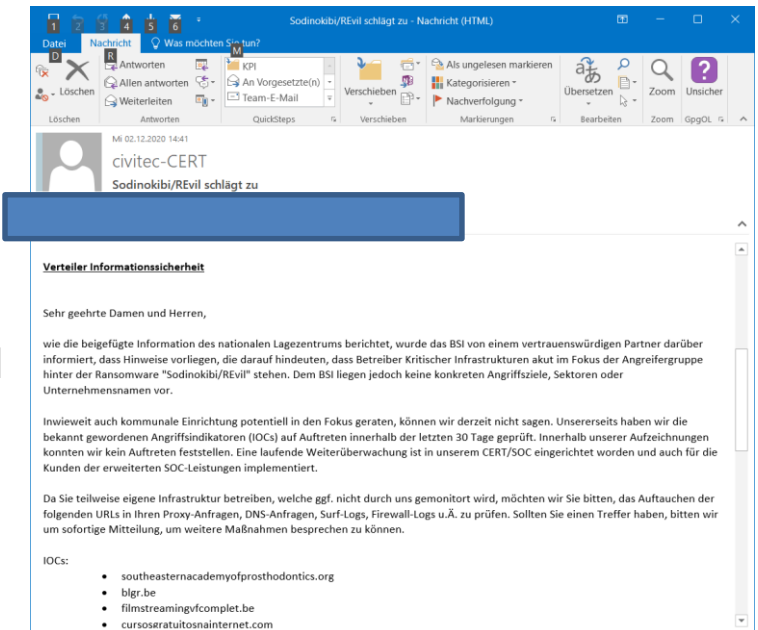 Sodinokibi/REvil schlägt zu - Nachricht (HTML)
1 2 3 4 5 6
Datei Nachricht Was möchten Sie tun?
D R M
Löschen
Antworten
Allen antworten
Weiterleiten
KPI
An Vorgesetzte(n)
Team-E-Mail
Verschieben
Als ungelesen markieren
Kategorisieren
Nachverfolgung
Übersetzen
Zoom
Unsicher
Löschen Antworten QuickSteps Verschieben Markierungen Bearbeiten Zoom GpgOL
Mi 02.12.2020 14:41
civitec-CERT
Sodinokibi/REvil schlägt zu
Verteiler Informationssicherheit
Sehr geehrte Damen und Herren,
wie die beigefügte Information des nationalen Lagezentrums berichtet, wurde das BSI von einem vertrauenswürdigen Partner darüber
informiert, dass Hinweise vorliegen, die darauf hindeuten, dass Betreiber Kritischer Infrastrukturen akut im Fokus der Angreifergruppe
hinter der Ransomware "Sodinokibi/REvil" stehen. Dem BSI liegen jedoch keine konkreten Angriffsziele, Sektoren oder
Unternehmensnamen vor.
Inwieweit auch kommunale Einrichtung potentiell in den Fokus geraten, können wir derzeit nicht sagen. Unsererseits haben wir die
bekannt gewordenen Angriffsindikatoren (IOCs) auf Auftreten innerhalb der letzten 30 Tage geprüft. Innerhalb unserer Aufzeichnungen
konnten wir kein Auftreten feststellen. Eine laufende Weiterüberwachung ist in unserem CERT/SOC eingerichtet worden und auch für die
Kunden der erweiterten SOC-Leistungen implementiert.
Da Sie teilweise eigene Infrastruktur betreiben, welche ggf. nicht durch uns gemonitort wird, möchten wir Sie bitten, das Auftauchen der
folgenden URLs in Ihren Proxy-Anfragen, DNS-Anfragen, Surf-Logs, Firewall-Logs u.Ä. zu prüfen. Sollten Sie einen Treffer haben, bitten wir
um sofortige Mitteilung, um weitere Maßnahmen besprechen zu können.
IOCs:
• southeasternacademyofprosthodontics.org
• blgr.be
• filmstreamingvfcomplet.be
• cursosgratuitosnainternet.com